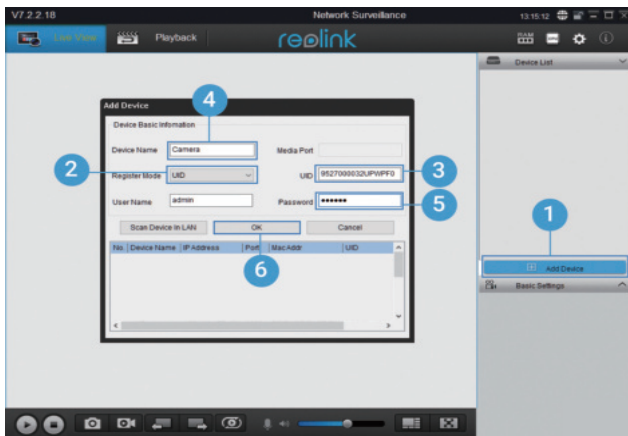 V7.2.2.18 Network Surveillance 13:15:12
Live View Playback reolink
Device List
Add Device
4
Device Basic Infomation
Device Name Camera Media Port
2 3
Register Mode UID UID 9527000032UPWPF0
User Name admin Password ••••••
5
1
Scan Device in LAN OK Cancel
No. Device Name IP Address Port Mac Addr UID
6
Add Device
Basic Settings